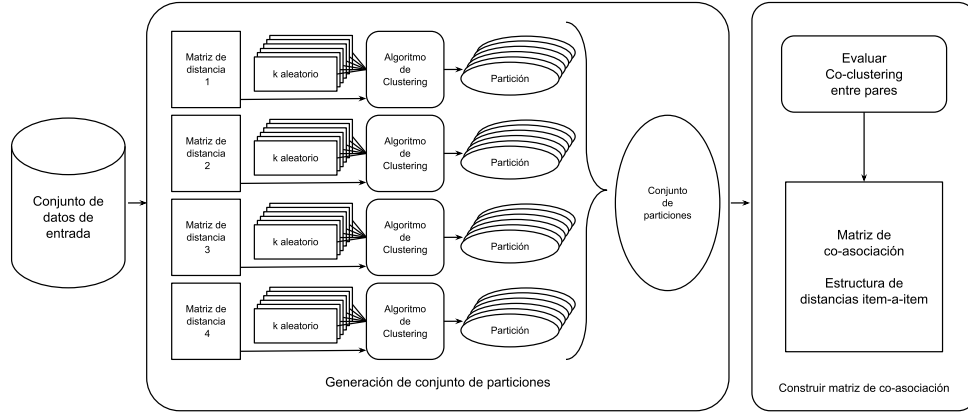 Conjunto de
datos de
entrada
Matriz de
distancia
1
k aleatorio
Algoritmo
de
Clustering
Partición
Matriz de
distancia
2
k aleatorio
Algoritmo
de
Clustering
Partición
Matriz de
distancia
3
k aleatorio
Algoritmo
de
Clustering
Partición
Matriz de
distancia
4
k aleatorio
Algoritmo
de
Clustering
Partición
Conjunto
de
particiones
Generación de conjunto de particiones
Evaluar
Co-clustering
entre pares
Matriz de
co-asociación
Estructura de
distancias item-a-item
Construir matriz de co-asociación